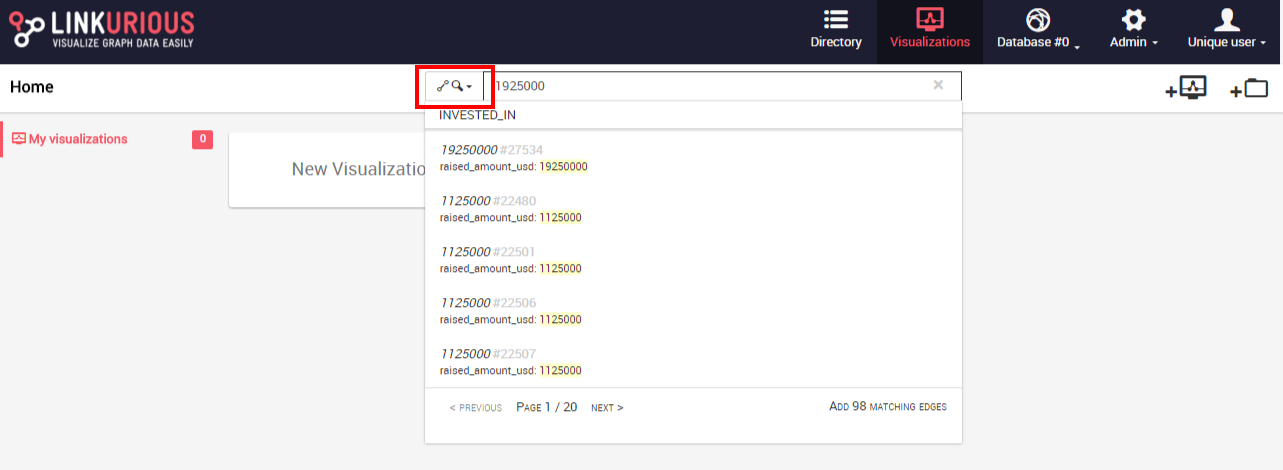 LINKURIOUS
VISUALIZE GRAPH DATA EASILY
Directory
Visualizations
Database #0
Admin
Unique user
Home
1925000
INVESTED_IN
My visualizations
0
New Visualizatio
19250000 #27534
raised_amount_usd: 19250000
1125000 #22480
raised_amount_usd: 1125000
1125000 #22501
raised_amount_usd: 1125000
1125000 #22506
raised_amount_usd: 1125000
1125000 #22507
raised_amount_usd: 1125000
< PREVIOUS PAGE 1 / 20 NEXT > ADD 98 MATCHING EDGES